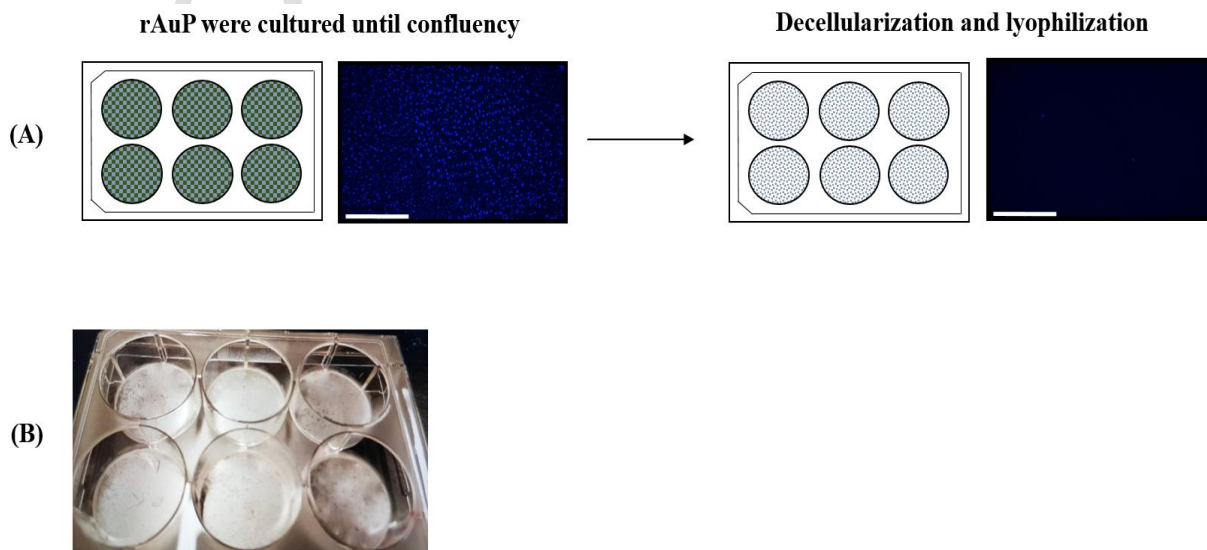 rAuP were cultured until confluency
Decellularization and lyophilization
(A)
(B)